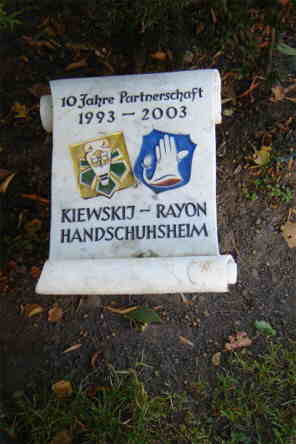 10 Jahre Partnerschaft
1993 — 2003
KIEWSKIJ — RAYON
HANDSCHUHSHEIM